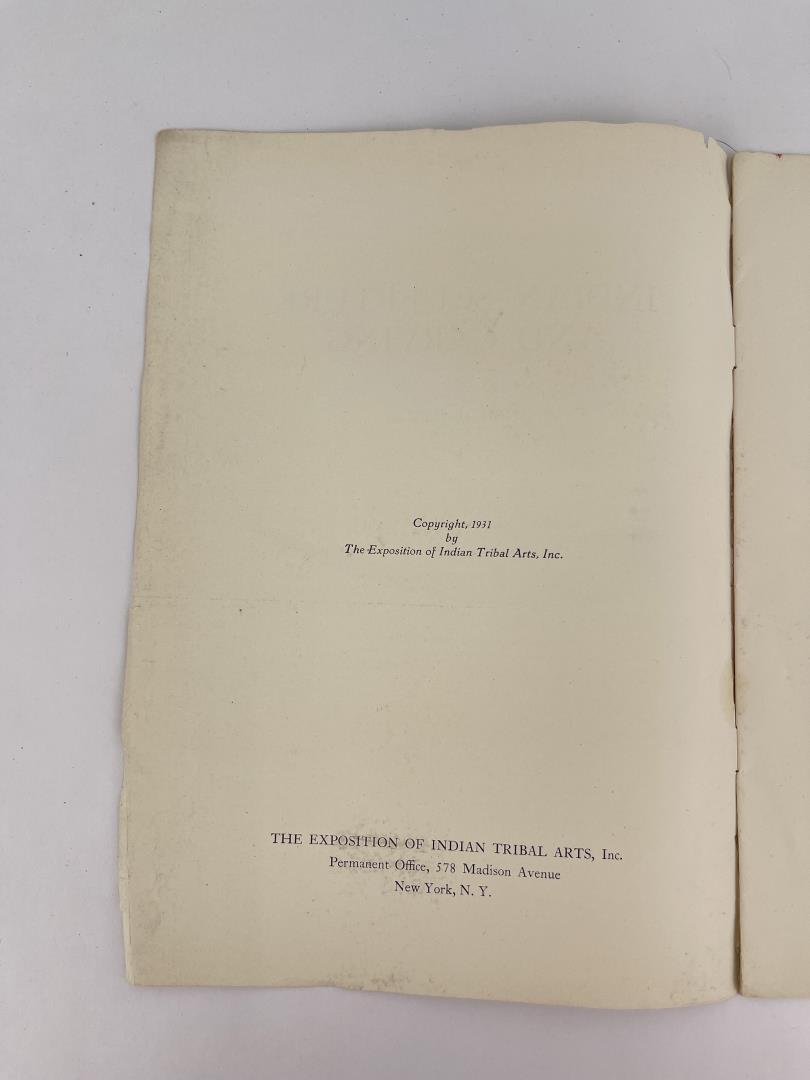 Copyright, 1931
by
The Exposition of Indian Tribal Arts, Inc.
THE EXPOSITION OF INDIAN TRIBAL ARTS, Inc.
Permanent Office, 578 Madison Avenue
New York, N. Y.